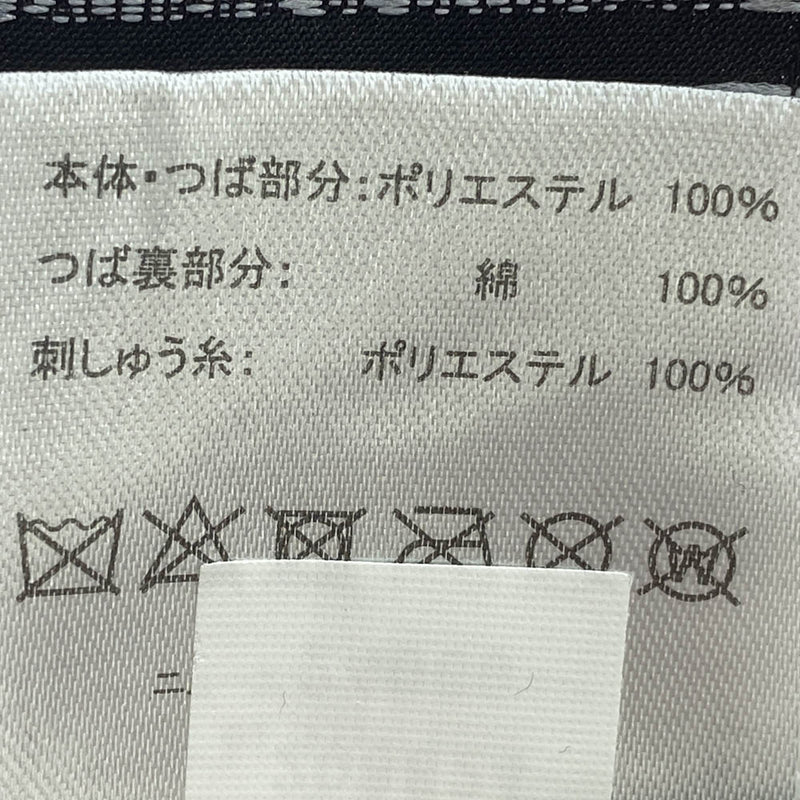 本体・つば部分:ポリエステル 100%
つば裏部分: 綿 100%
刺しゅう糸: ポリエステル 100%